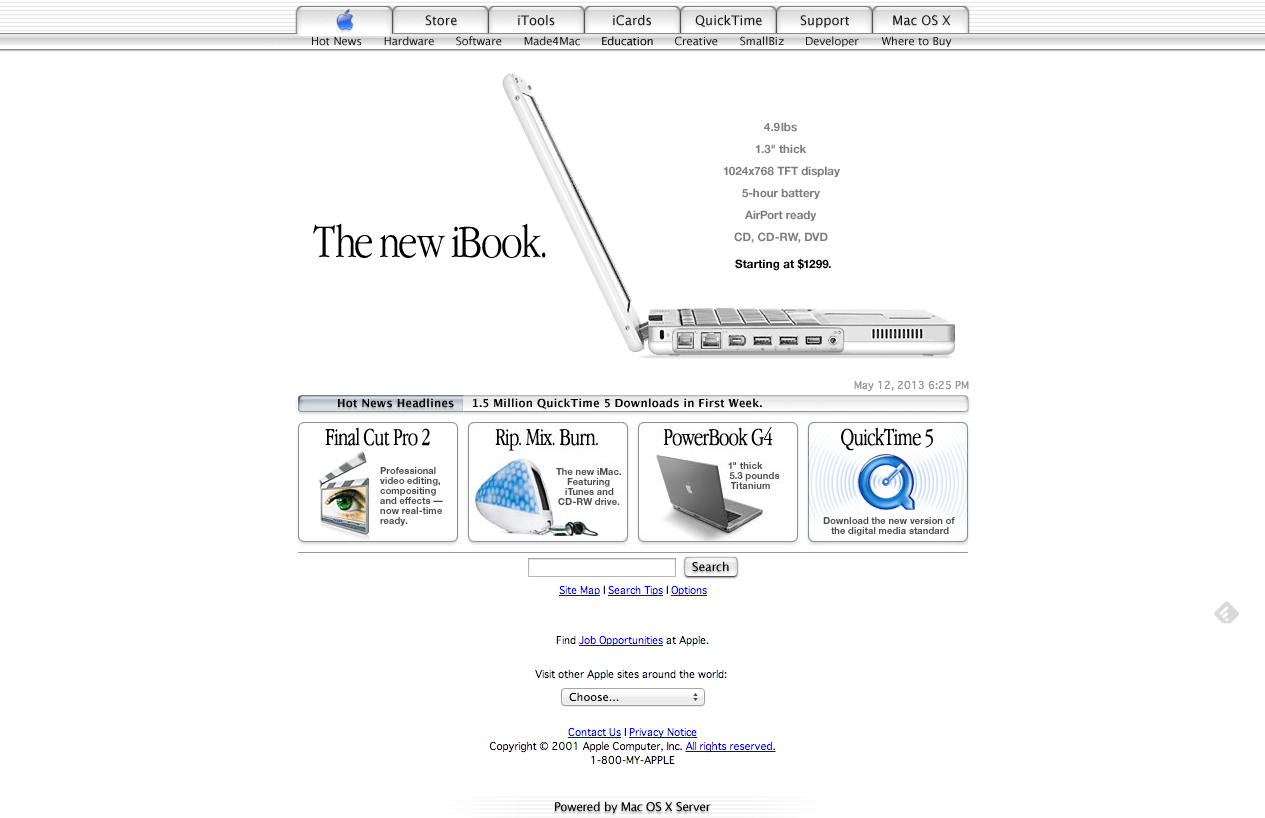 Store iTools iCards QuickTime Support Mac OS X
Hot News Hardware Software Made4Mac Education Creative SmallBiz Developer Where to Buy
4.9lbs
1.3" thick
1024x768 TFT display
5-hour battery
AirPort ready
CD, CD-RW, DVD
Starting at $1299.
The new iBook.
May 12, 2013 6:25 PM
Hot News Headlines 1.5 Million QuickTime 5 Downloads in First Week.
Final Cut Pro 2
Professional
video editing,
compositing
and effects —
now real-time
ready.
Rip. Mix. Burn.
The new iMac.
Featuring
iTunes and
CD-RW drive.
PowerBook G4
1" thick
5.3 pounds
Titanium
QuickTime 5
Download the new version of
the digital media standard
Search
Site Map | Search Tips | Options
Find Job Opportunities at Apple.
Visit other Apple sites around the world:
Choose...
Contact Us | Privacy Notice
Copyright © 2001 Apple Computer, Inc. All rights reserved.
1-800-MY-APPLE
Powered by Mac OS X Server